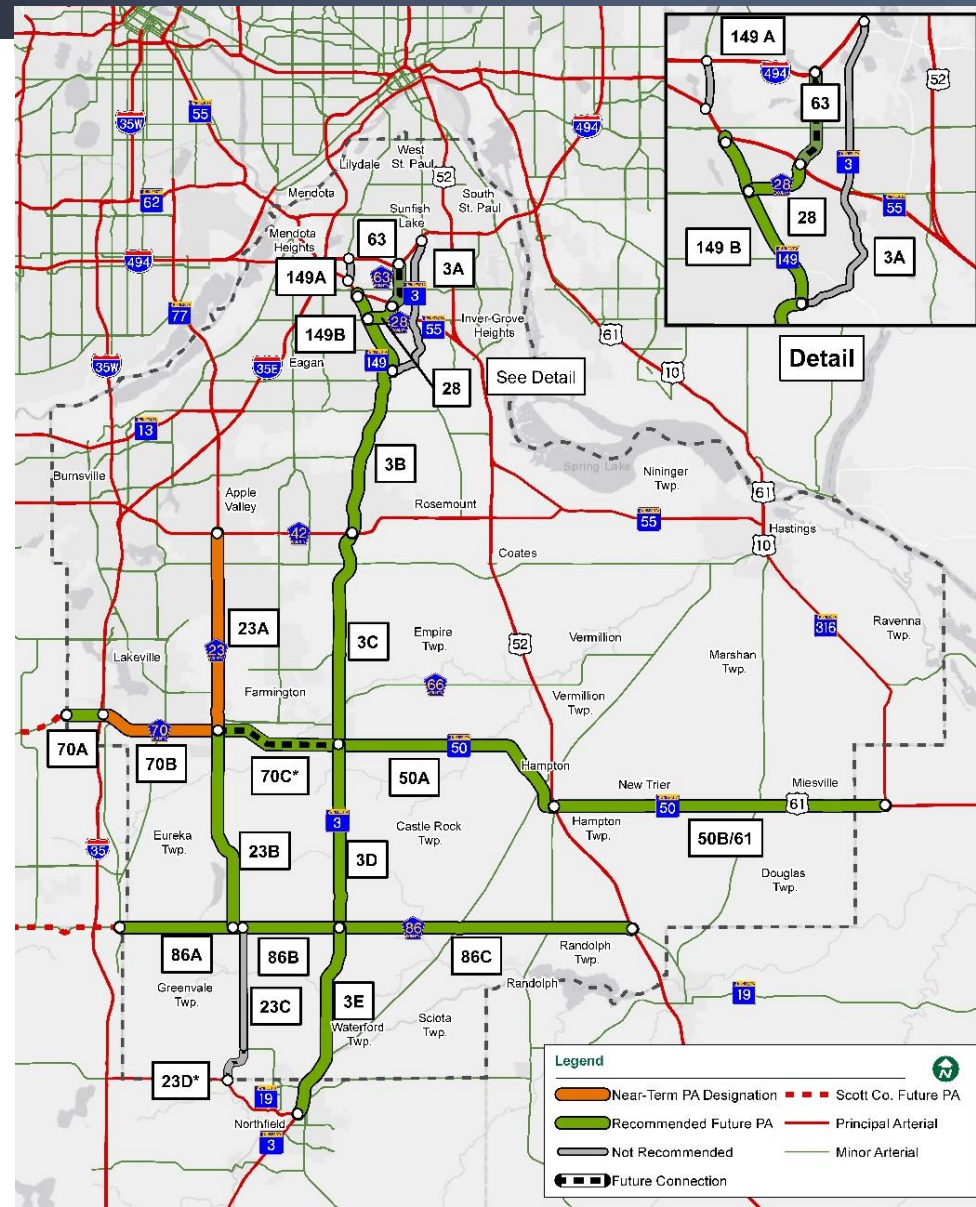 149 A
494
63
52
3
28
28
55
149 B
149
3A
Detail
55
35W
494
West
St. Paul
Lilydale
52
Mendota
South
St. Paul
62
Sunfish
Lake
Mendota
Heights
63
494
3A
149A
63
3
77
28
55
Inver-Grove
Heights
149B
61
35W
Eagan
35E
149
See Detail
10
28
13
3B
Spring Lake
Nininger
Twp.
Burnsville
Apple
Valley
61
Rosemount
42
55
Hastings
Coates
10
23A
3C
Empire
Twp.
52
Vermillion
316
Ravenna
Twp.
23
Lakeville
Marshan
Twp.
66
Farmington
Vermillion
Twp.
70A
70
70B
70C*
50A
50
Hampton
New Trier
Miesville
50
61
Eureka
Twp.
3
Castle Rock
Twp.
Hampton
Twp.
35
23B
3D
50B/61
Douglas
Twp.
86
86A
86B
86C
Randolph
Twp.
Greenvale
Twp.
23C
3E
Randolph
19
Waterford
Twp.
Sciota
Twp.
23D*
19
Northfield
3
Legend
N
Near-Term PA Designation
Scott Co. Future PA
Recommended Future PA
Principal Arterial
Not Recommended
Minor Arterial
Future Connection